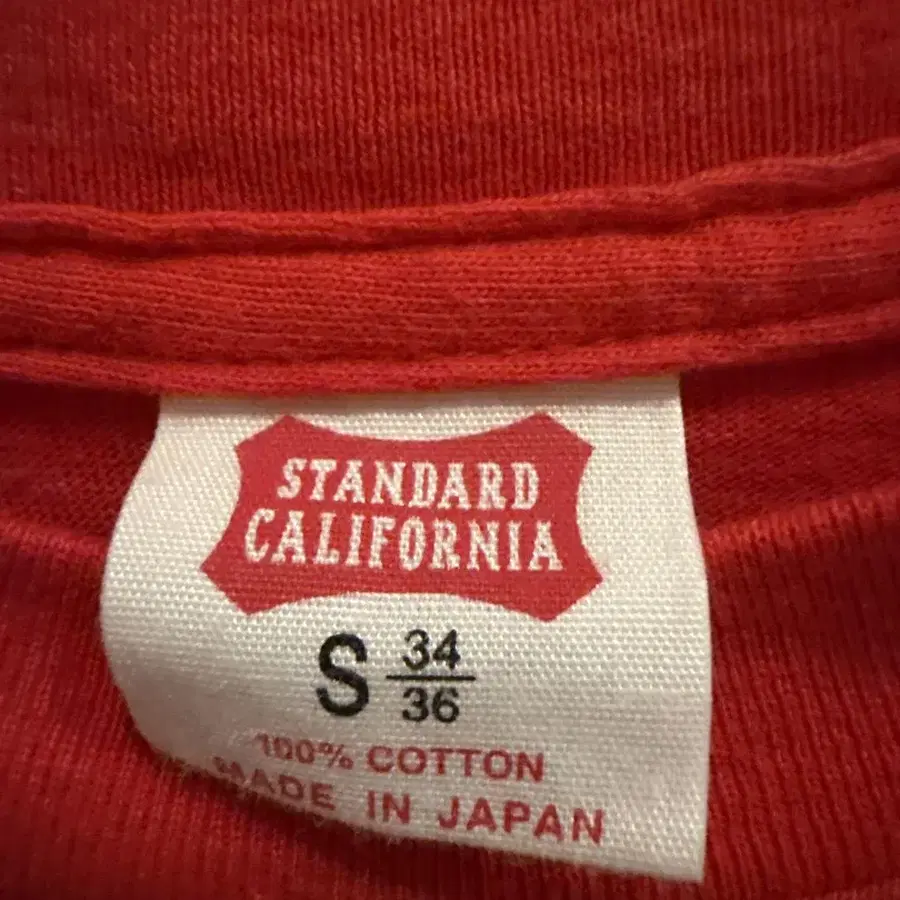 STANDARD
CALIFORNIA
S 34
36
100% COTTON
MADE IN JAPAN